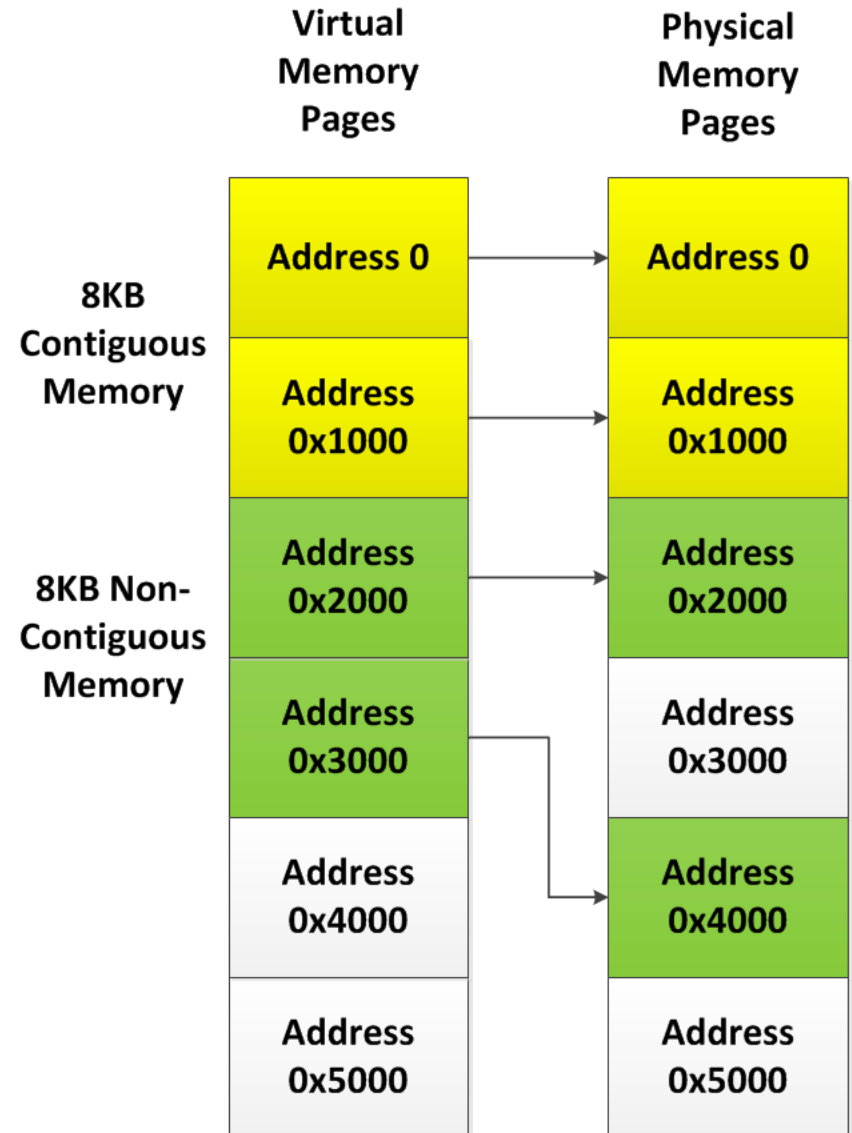 Virtual
Memory
Pages
Physical
Memory
Pages
8KB
Contiguous
Memory
Address 0
Address 0
Address
0x1000
Address
0x1000
8KB Non-
Contiguous
Memory
Address
0x2000
Address
0x2000
Address
0x3000
Address
0x3000
Address
0x4000
Address
0x4000
Address
0x5000
Address
0x5000